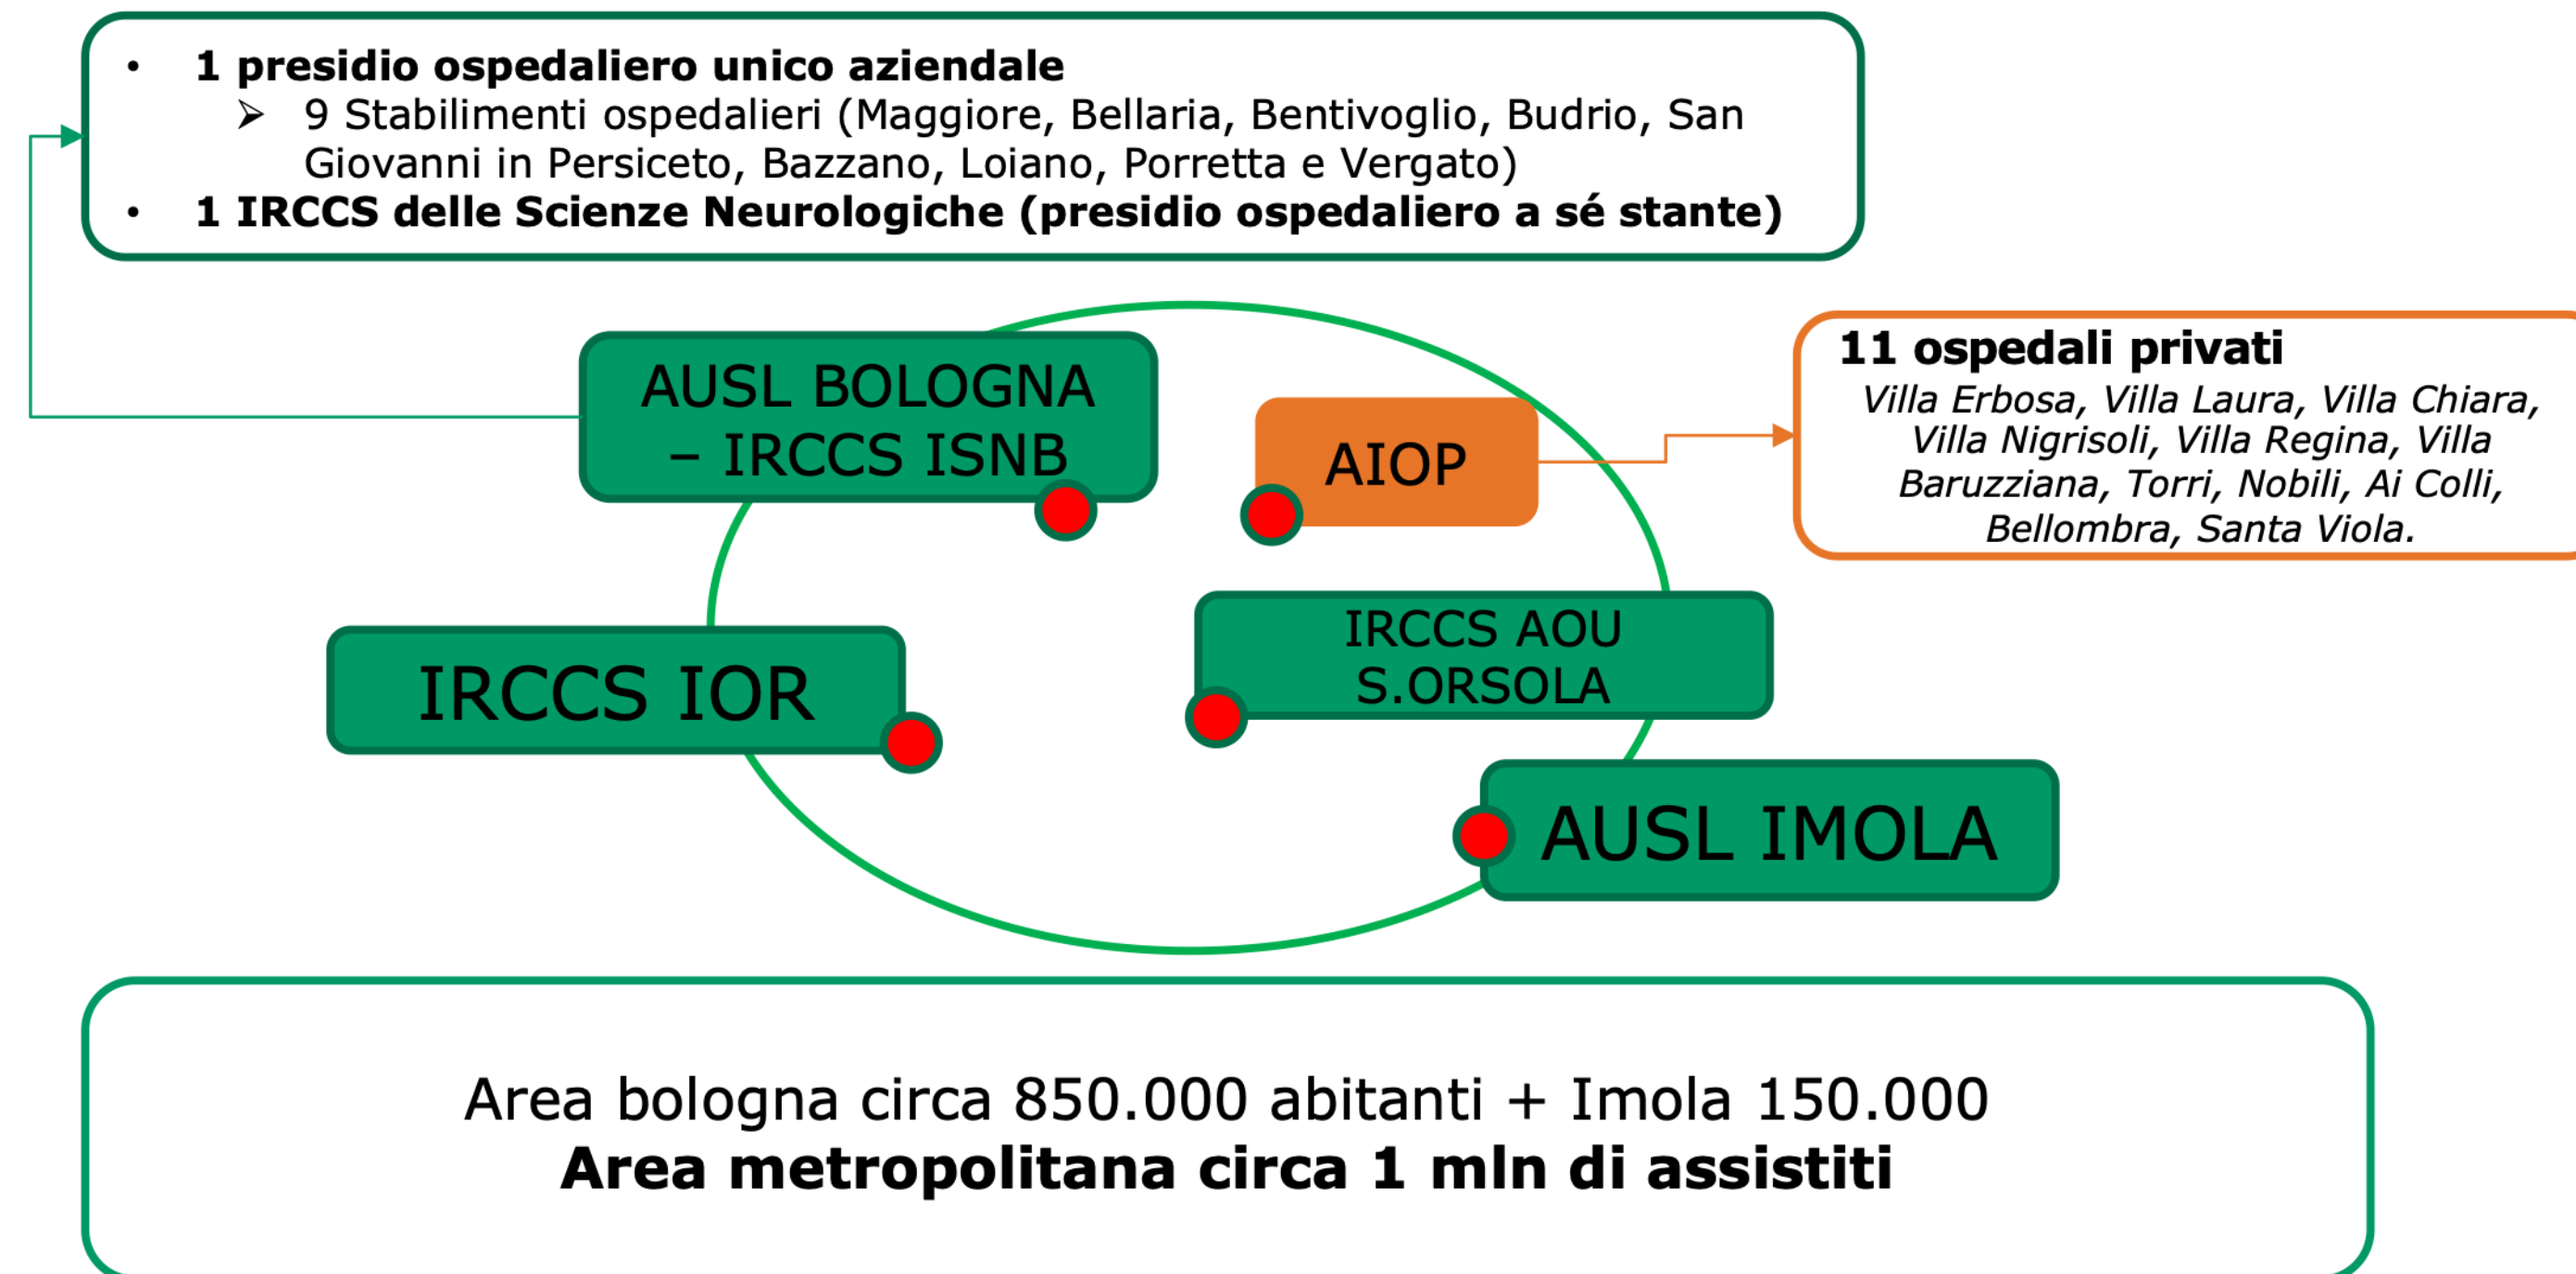 • 1 presidio ospedaliero unico aziendale
➢ 9 Stabilimenti ospedalieri (Maggiore, Bellaria, Bentivoglio, Budrio, San
Giovanni in Persiceto, Bazzano, Loiano, Porretta e Vergato)
• 1 IRCCS delle Scienze Neurologiche (presidio ospedaliero a sé stante)
AUSL BOLOGNA
– IRCCS ISNB
AIOP
11 ospedali privati
Villa Erbosa, Villa Laura, Villa Chiara,
Villa Nigrisoli, Villa Regina, Villa
Baruzziana, Torri, Nobili, Ai Colli,
Bellombra, Santa Viola.
IRCCS IOR
IRCCS AOU
S.ORSOLA
AUSL IMOLA
Area bologna circa 850.000 abitanti + Imola 150.000
Area metropolitana circa 1 mln di assistiti